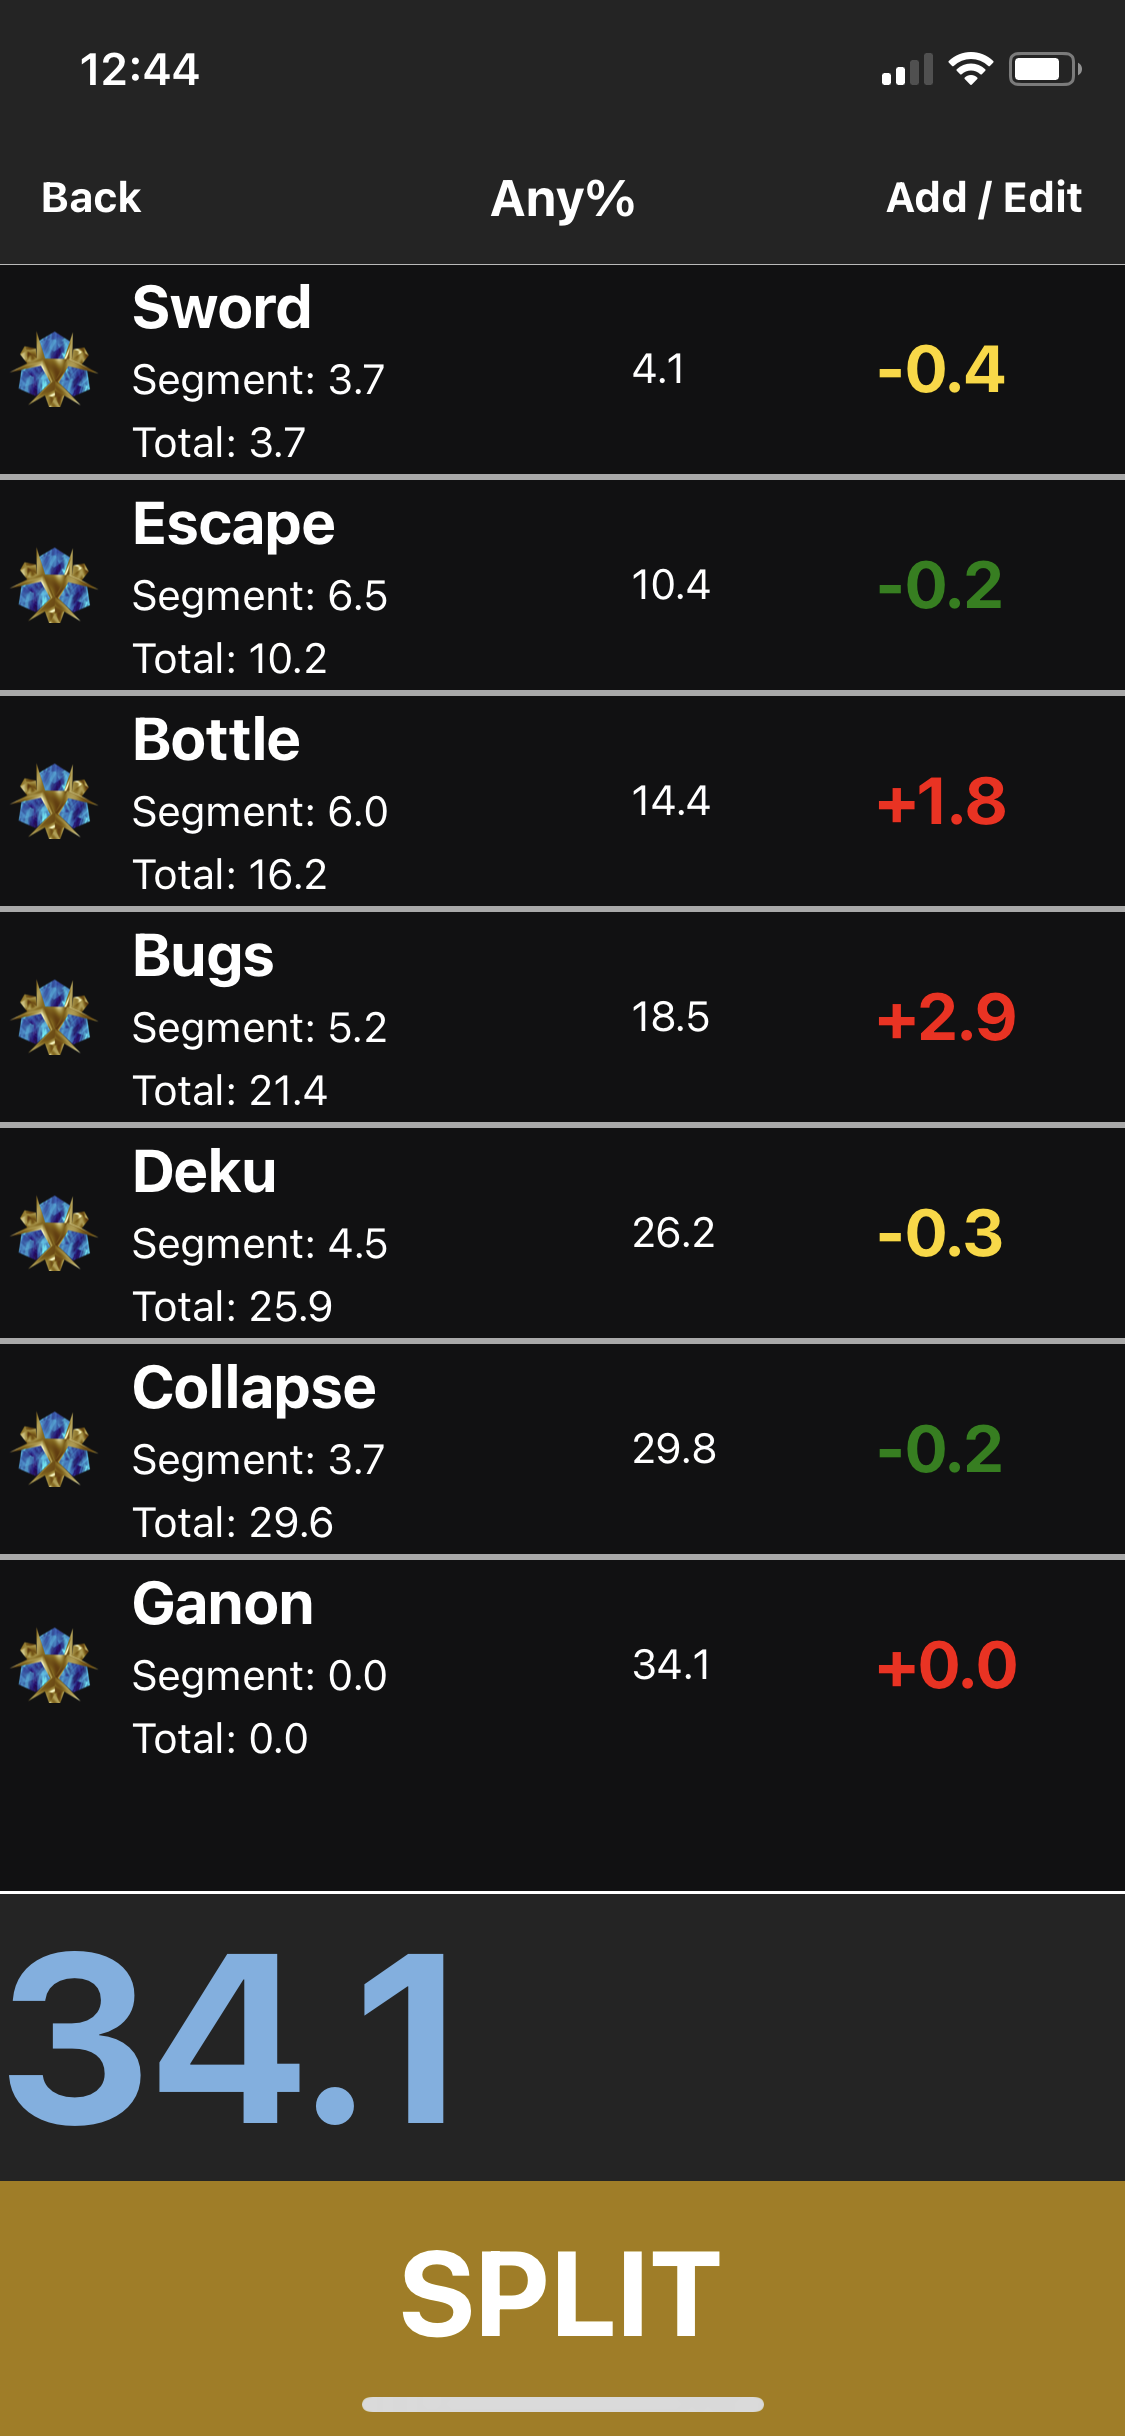 12:44
Back Any% Add / Edit
Sword
Segment: 3.7
Total: 3.7
4.1
-0.4
Escape
Segment: 6.5
Total: 10.2
10.4
-0.2
Bottle
Segment: 6.0
Total: 16.2
14.4
+1.8
Bugs
Segment: 5.2
Total: 21.4
18.5
+2.9
Deku
Segment: 4.5
Total: 25.9
26.2
-0.3
Collapse
Segment: 3.7
Total: 29.6
29.8
-0.2
Ganon
Segment: 0.0
Total: 0.0
34.1
+0.0
34.1
SPLIT